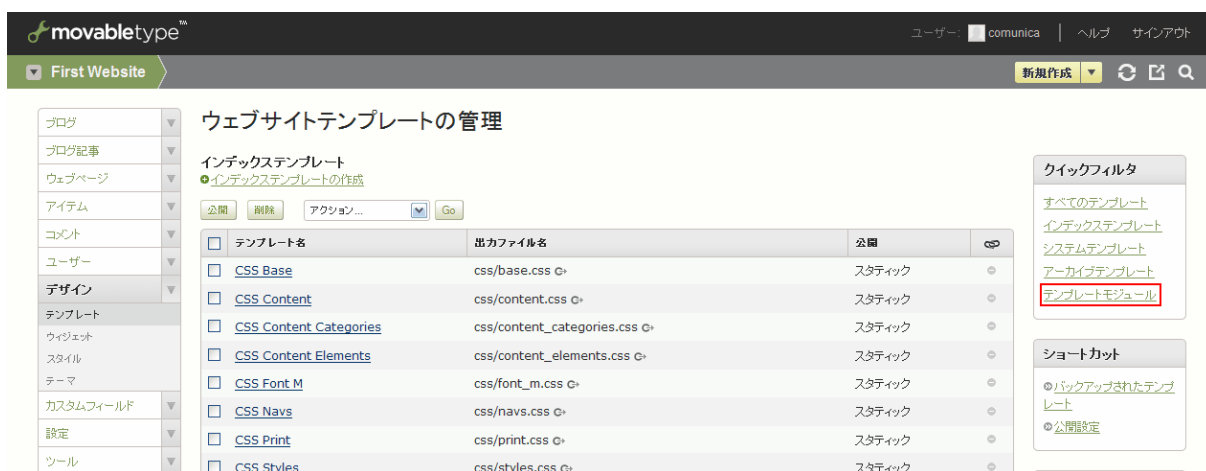 movabletype™
ユーザー: comunica | ヘルプ サインアウト
First Website
新規作成
ブログ
ブログ記事
ウェブページ
アイテム
コメント
ユーザー
デザイン
テンプレート
ウィジェット
スタイル
テーマ
カスタムフィールド
設定
ツール
ウェブサイトテンプレートの管理
インデックステンプレート
インデックステンプレートの作成
公開 削除 アクション... Go
テンプレート名 出力ファイル名 公開
CSS Base css/base.css スタティック
CSS Content css/content.css スタティック
CSS Content Categories css/content_categories.css スタティック
CSS Content Elements css/content_elements.css スタティック
CSS Font M css/font_m.css スタティック
CSS Navs css/navs.css スタティック
CSS Print css/print.css スタティック
CSS Styles css/styles.css スタティック
クイックフィルタ
すべてのテンプレート
インデックステンプレート
システムテンプレート
アーカイブテンプレート
テンプレートモジュール
ショートカット
バックアップされたテンプ
レート
公開設定